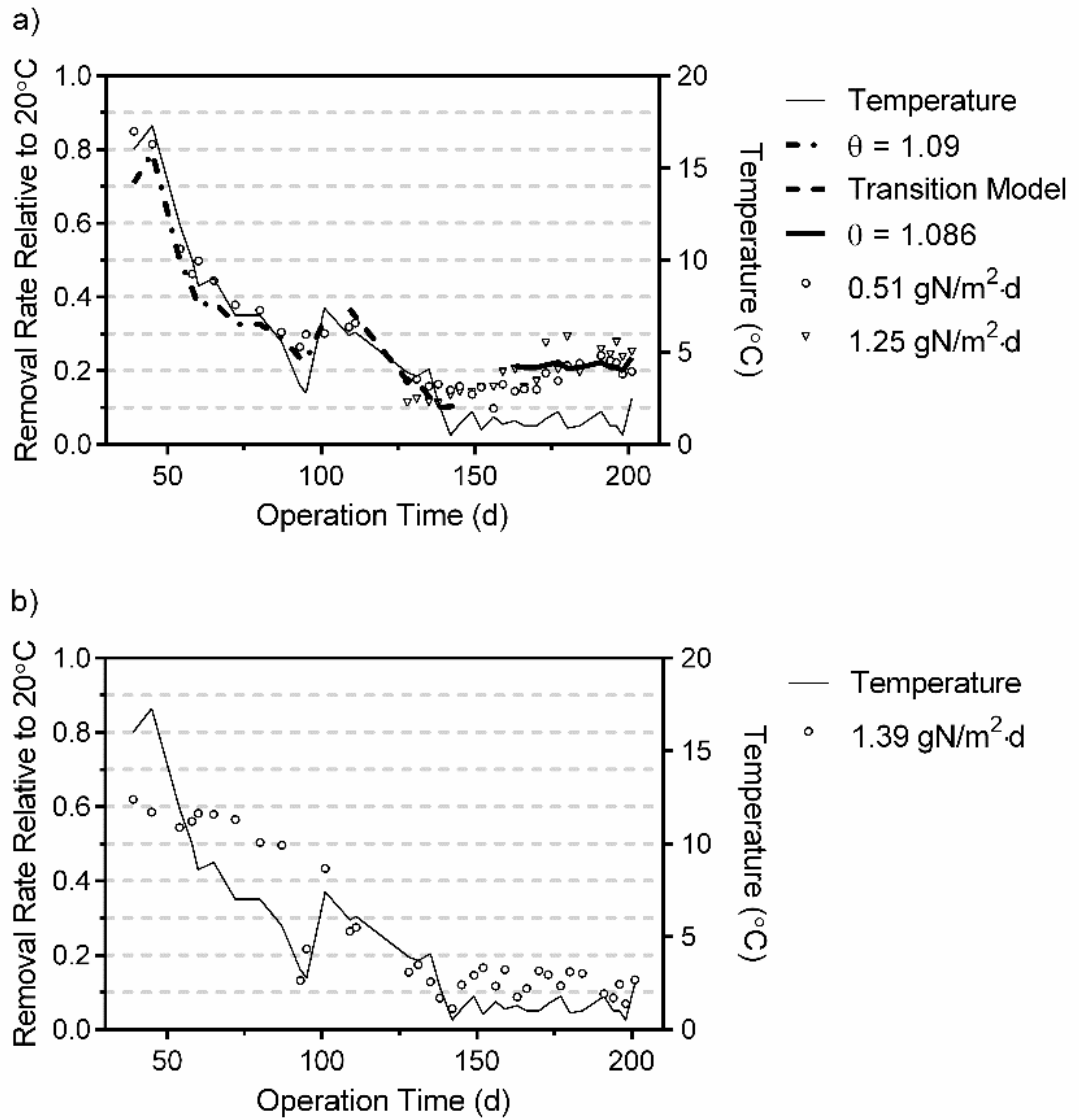 a)
Removal Rate Relative to 20°C
1.0
0.8
0.6
0.4
0.2
0.0
20
15
10
5
0
Temperature (°C)
50
100
150
200
Operation Time (d)
Temperature
θ = 1.09
Transition Model
θ = 1.086
0.51 gN/m²·d
1.25 gN/m²·d
b)
Removal Rate Relative to 20°C
1.0
0.8
0.6
0.4
0.2
0.0
20
15
10
5
0
Temperature (°C)
50
100
150
200
Operation Time (d)
Temperature
1.39 gN/m²·d